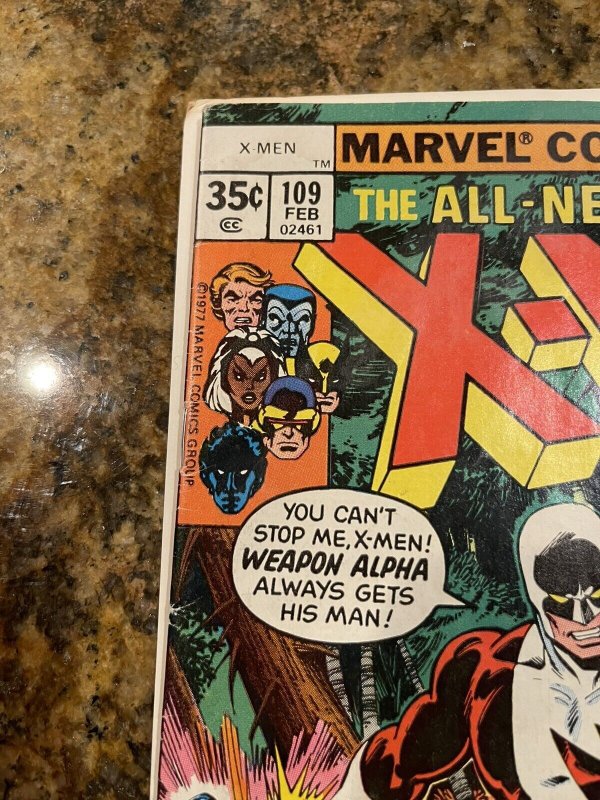 X-MEN TM
MARVEL® CO
35¢ 109
FEB
CC 02461
THE ALL-NE
X-
©1977 MARVEL COMICS GROUP
YOU CAN'T
STOP ME, X-MEN!
WEAPON ALPHA
ALWAYS GETS
HIS MAN!